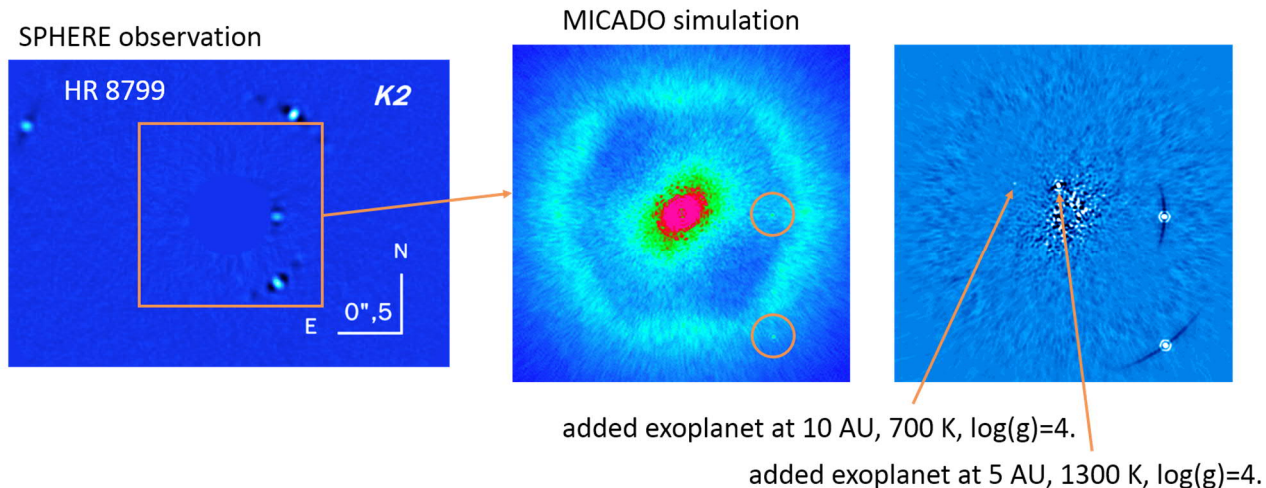 SPHERE observation
MICADO simulation
HR 8799
K2
N
0",5
E
added exoplanet at 10 AU, 700 K, log(g)=4.
added exoplanet at 5 AU, 1300 K, log(g)=4.